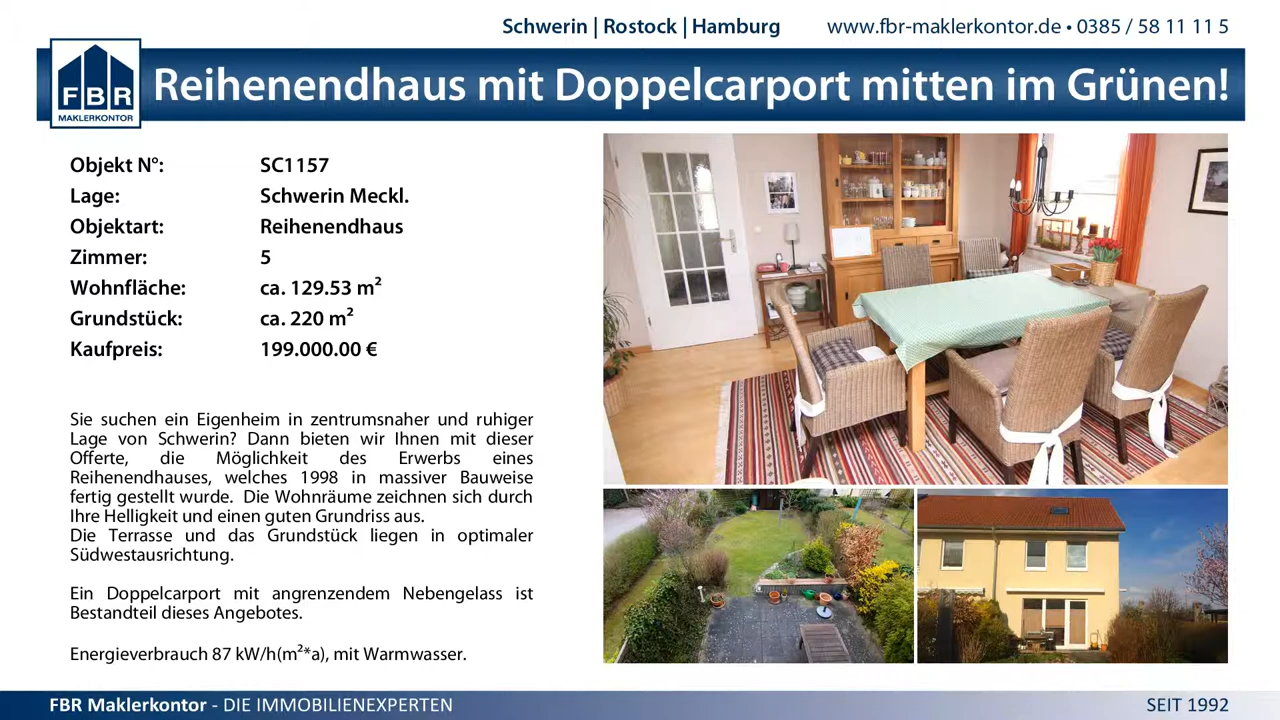 Schwerin | Rostock | Hamburg www.fbr-maklerkontor.de • 0385 / 58 11 11 5
FBR
MAKLERKONTOR
Reihenendhaus mit Doppelcarport mitten im Grünen!
Objekt N°: SC1157
Lage: Schwerin Meckl.
Objektart: Reihenendhaus
Zimmer: 5
Wohnfläche: ca. 129.53 m²
Grundstück: ca. 220 m²
Kaufpreis: 199.000.00 €
Sie suchen ein Eigenheim in zentrumsnaher und ruhiger
Lage von Schwerin? Dann bieten wir Ihnen mit dieser
Offerte, die Möglichkeit des Erwerbs eines
Reihenendhauses, welches 1998 in massiver Bauweise
fertig gestellt wurde. Die Wohnräume zeichnen sich durch
Ihre Helligkeit und einen guten Grundriss aus.
Die Terrasse und das Grundstück liegen in optimaler
Südwestausrichtung.
Ein Doppelcarport mit angrenzendem Nebengelass ist
Bestandteil dieses Angebotes.
Energieverbrauch 87 kW/h(m²*a), mit Warmwasser.
FBR Maklerkontor - DIE IMMOBILIENEXPERTEN SEIT 1992